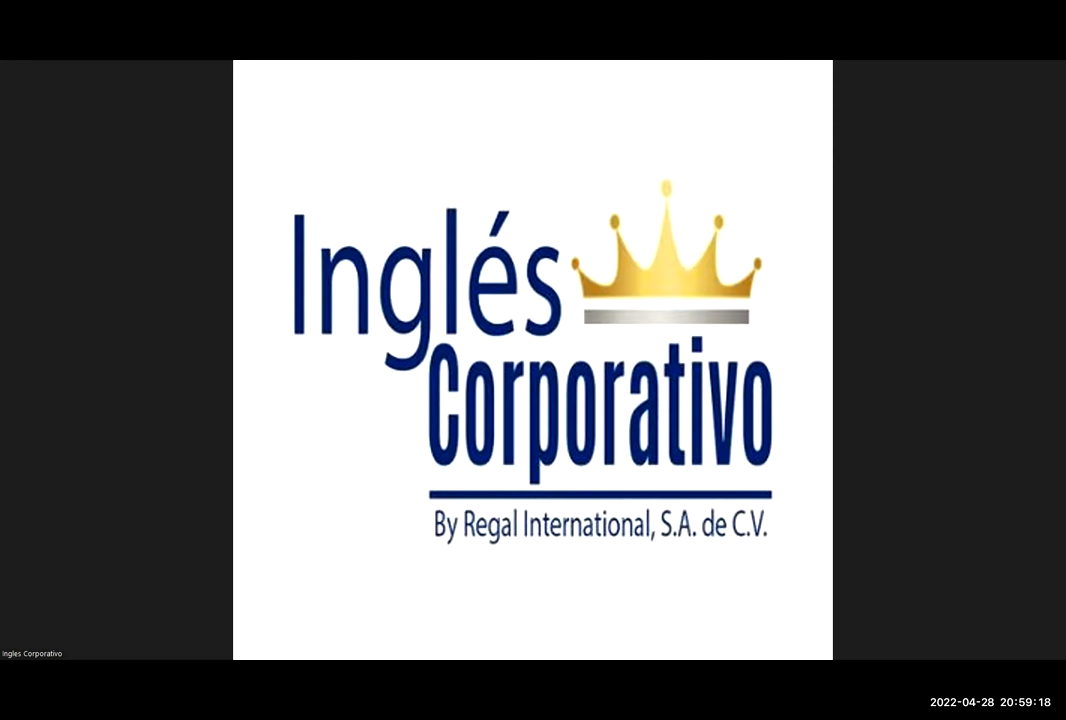 Inglés
Corporativo
By Regal International, S.A. de C.V.
Ingles Corporativo
2022-04-28 20:59:18